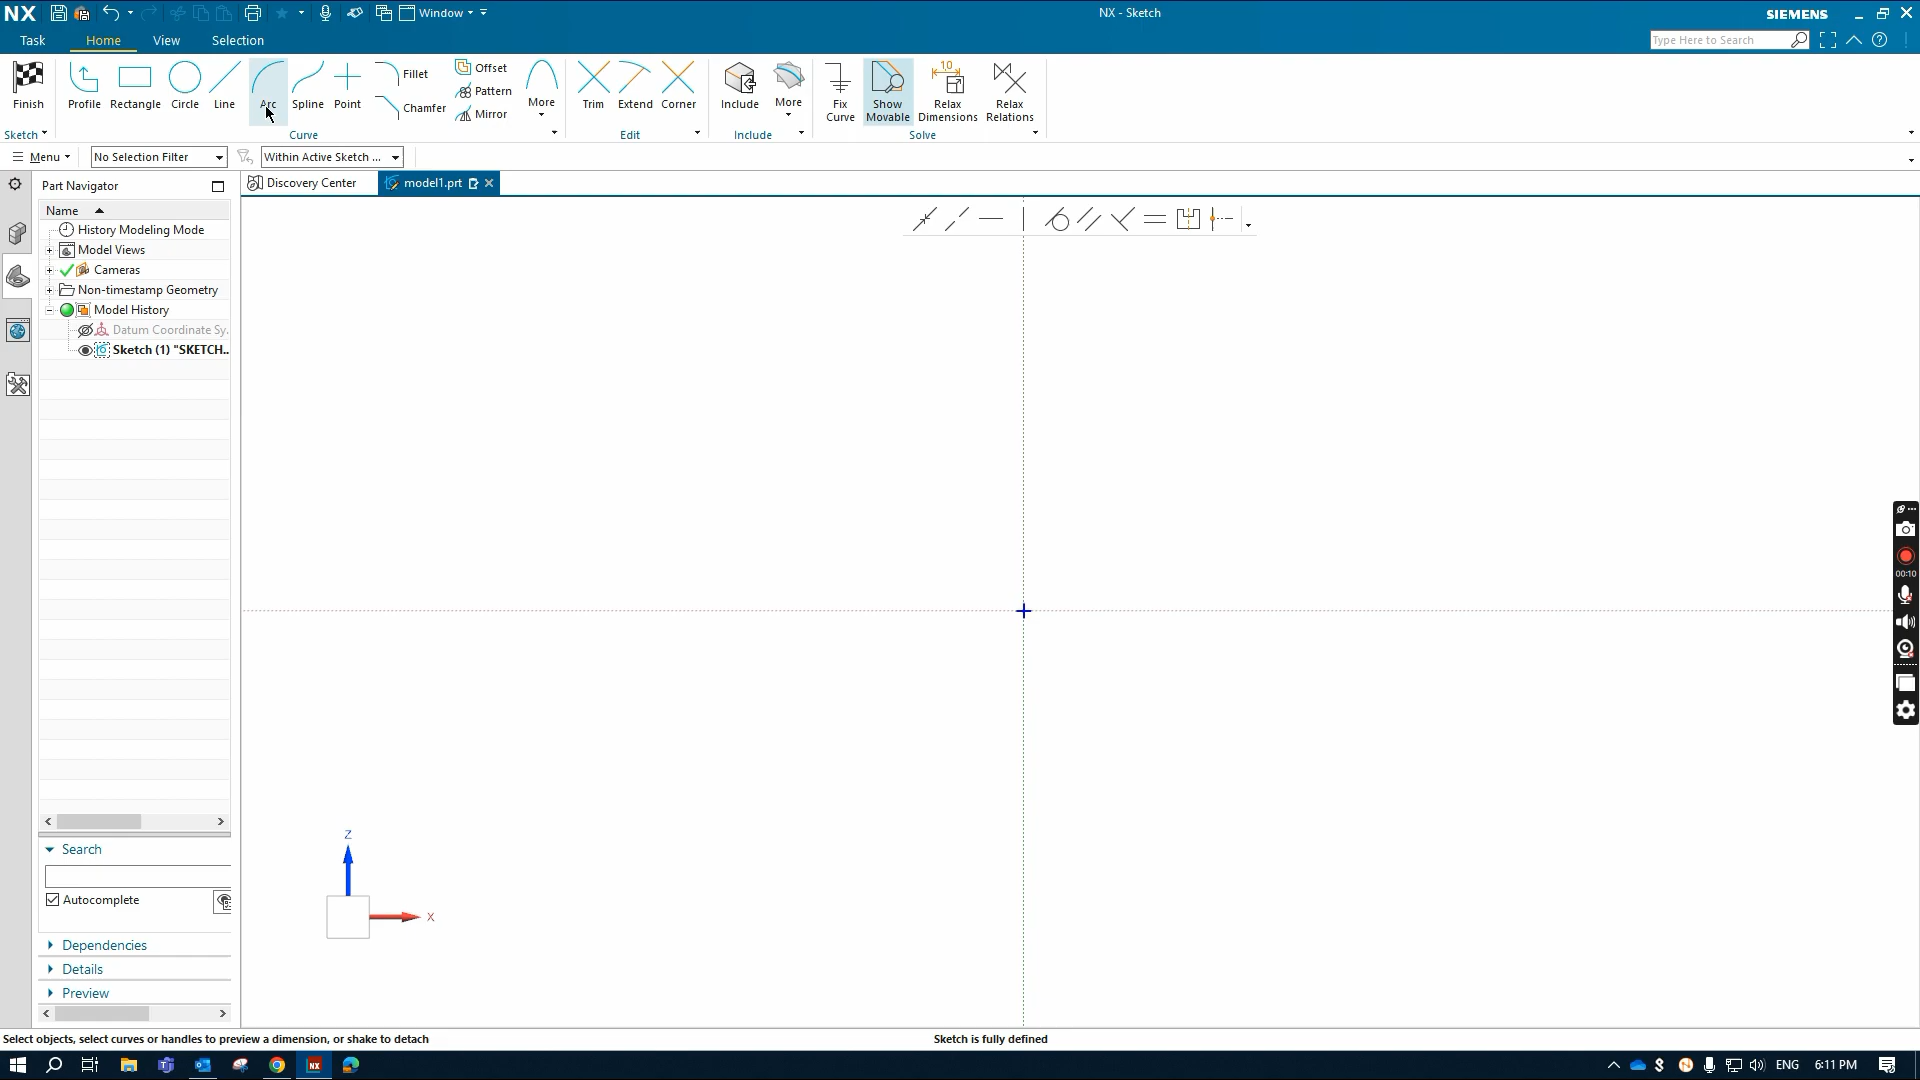 NX
Window
NX - Sketch
SIEMENS
Task
Home
View
Selection
Type Here to Search
Finish
Profile
Rectangle
Circle
Line
Arc
Spline
Point
Fillet
Chamfer
Offset
Pattern
Mirror
More
Trim
Extend
Corner
Include
More
Fix
Curve
Show
Movable
Relax
Dimensions
Relax
Relations
Sketch
Curve
Edit
Include
Solve
Menu
No Selection Filter
Within Active Sketch ...
Part Navigator
Discovery Center
model1.prt
Name
History Modeling Mode
Model Views
Cameras
Non-timestamp Geometry
Model History
Datum Coordinate Sy.
Sketch (1) "SKETCH..
00:10
Z
X
Search
Autocomplete
Dependencies
Details
Preview
Select objects, select curves or handles to preview a dimension, or shake to detach
Sketch is fully defined
NX
ENG
6:11 PM